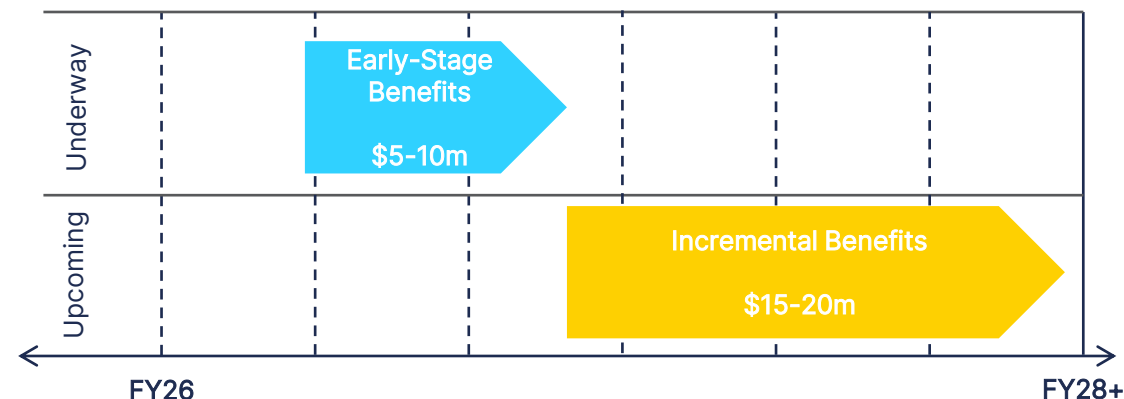 Underway
Early-Stage
Benefits
$5-10m
Upcoming
Incremental Benefits
$15-20m
FY26
FY28+